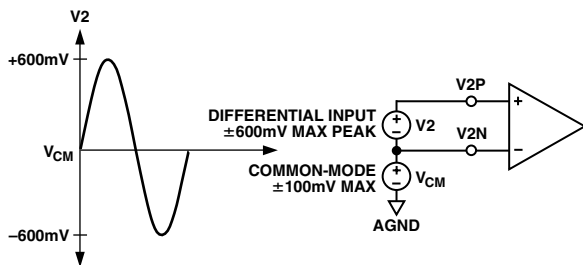 V2
+600mV
VCM
−600mV
DIFFERENTIAL INPUT
±600mV MAX PEAK
COMMON-MODE
±100mV MAX
V2P
+
+
−
V2
V2N
−
+
−
VCM
AGND